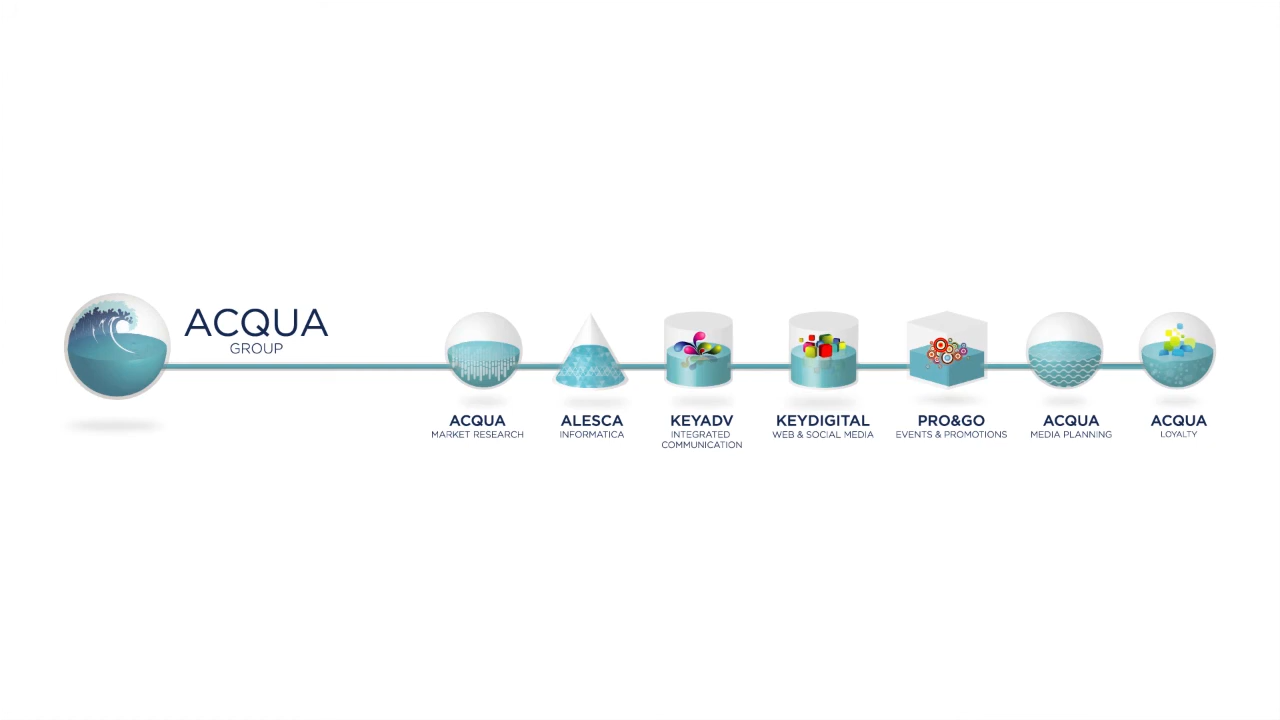 ACQUA
GROUP
ACQUA
MARKET RESEARCH
ALESCA
INFORMATICA
KEYADV
INTEGRATED
COMMUNICATION
KEYDIGITAL
WEB & SOCIAL MEDIA
PRO&GO
EVENTS & PROMOTIONS
ACQUA
MEDIA PLANNING
ACQUA
LOYALTY